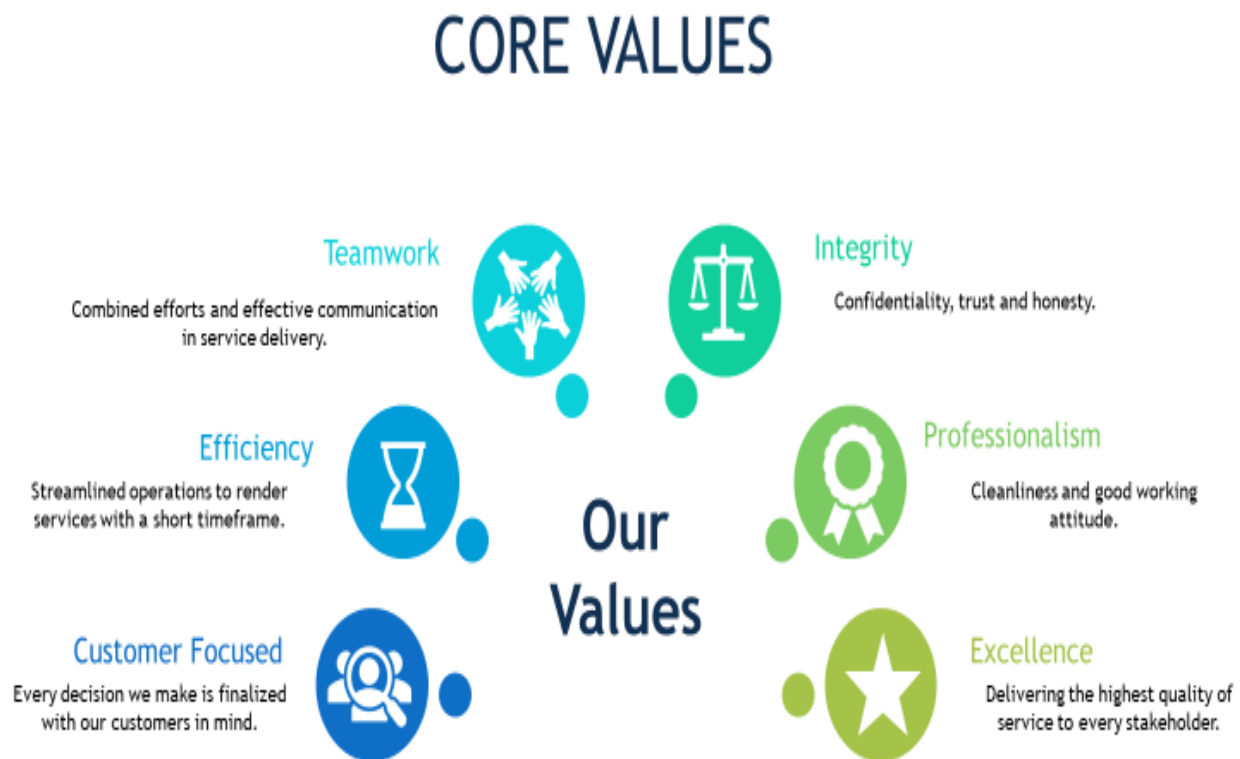 CORE VALUES
Teamwork
Combined efforts and effective communication
in service delivery.
Integrity
Confidentiality, trust and honesty.
Efficiency
Streamlined operations to render
services with a short timeframe.
Professionalism
Cleanliness and good working
attitude.
Our
Values
Customer Focused
Every decision we make is finalized
with our customers in mind.
Excellence
Delivering the highest quality of
service to every stakeholder.